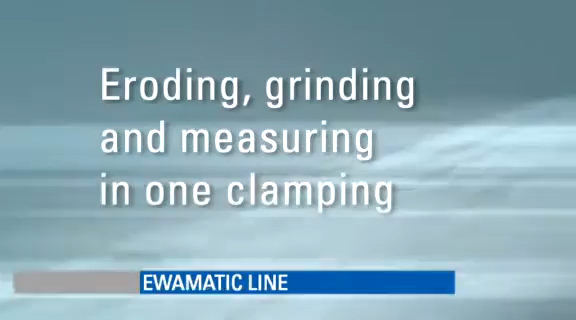 Eroding, grinding
and measuring
in one clamping
EWAMATIC LINE